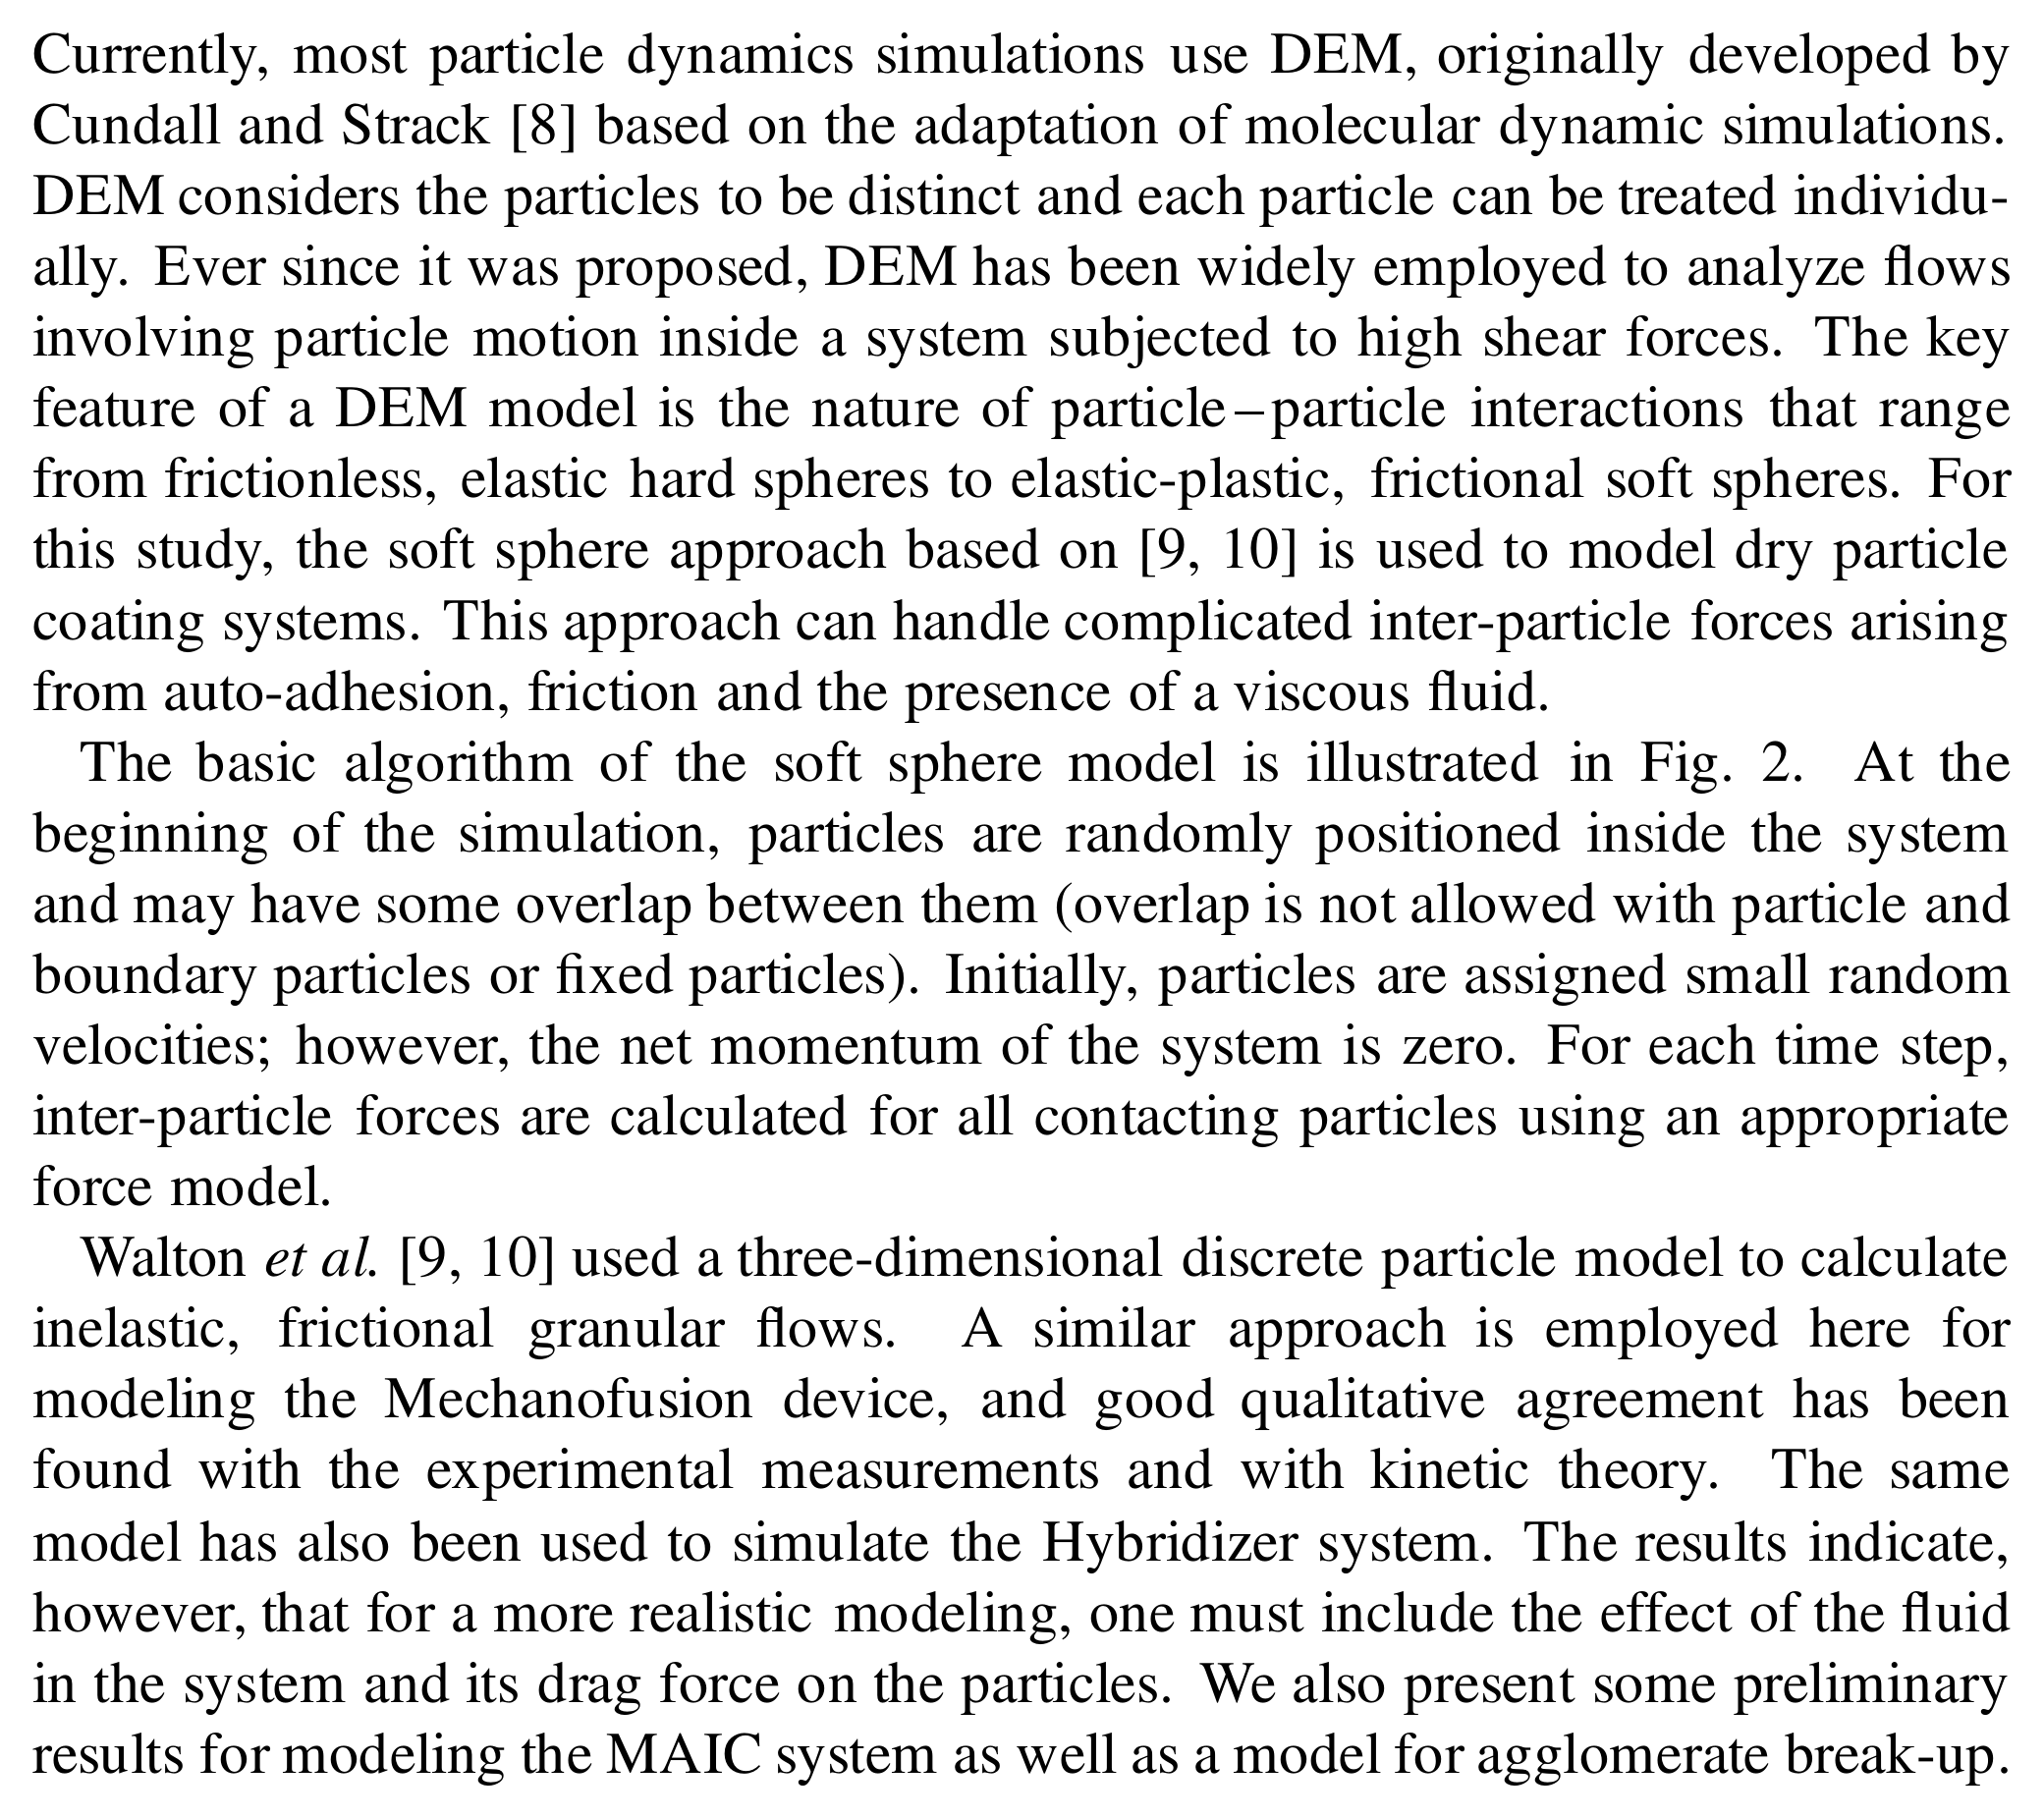 Currently, most particle dynamics simulations use DEM, originally developed by
Cundall and Strack [8] based on the adaptation of molecular dynamic simulations.
DEM considers the particles to be distinct and each particle can be treated individu-
ally. Ever since it was proposed, DEM has been widely employed to analyze flows
involving particle motion inside a system subjected to high shear forces. The key
feature of a DEM model is the nature of particle–particle interactions that range
from frictionless, elastic hard spheres to elastic-plastic, frictional soft spheres. For
this study, the soft sphere approach based on [9, 10] is used to model dry particle
coating systems. This approach can handle complicated inter-particle forces arising
from auto-adhesion, friction and the presence of a viscous fluid.
The basic algorithm of the soft sphere model is illustrated in Fig. 2. At the
beginning of the simulation, particles are randomly positioned inside the system
and may have some overlap between them (overlap is not allowed with particle and
boundary particles or fixed particles). Initially, particles are assigned small random
velocities; however, the net momentum of the system is zero. For each time step,
inter-particle forces are calculated for all contacting particles using an appropriate
force model.
Walton et al. [9, 10] used a three-dimensional discrete particle model to calculate
inelastic, frictional granular flows. A similar approach is employed here for
modeling the Mechanofusion device, and good qualitative agreement has been
found with the experimental measurements and with kinetic theory. The same
model has also been used to simulate the Hybridizer system. The results indicate,
however, that for a more realistic modeling, one must include the effect of the fluid
in the system and its drag force on the particles. We also present some preliminary
results for modeling the MAIC system as well as a model for agglomerate break-up.